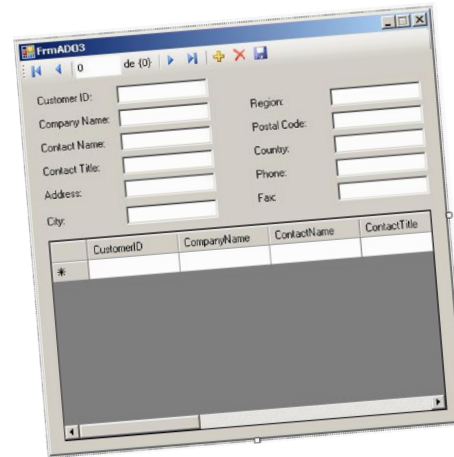 FrmADO3
0 de {0}
Customer ID:
Company Name:
Contact Name:
Contact Title:
Address:
City:
Region:
Postal Code:
Country:
Phone:
Fax:
CustomerID CompanyName ContactName ContactTitle